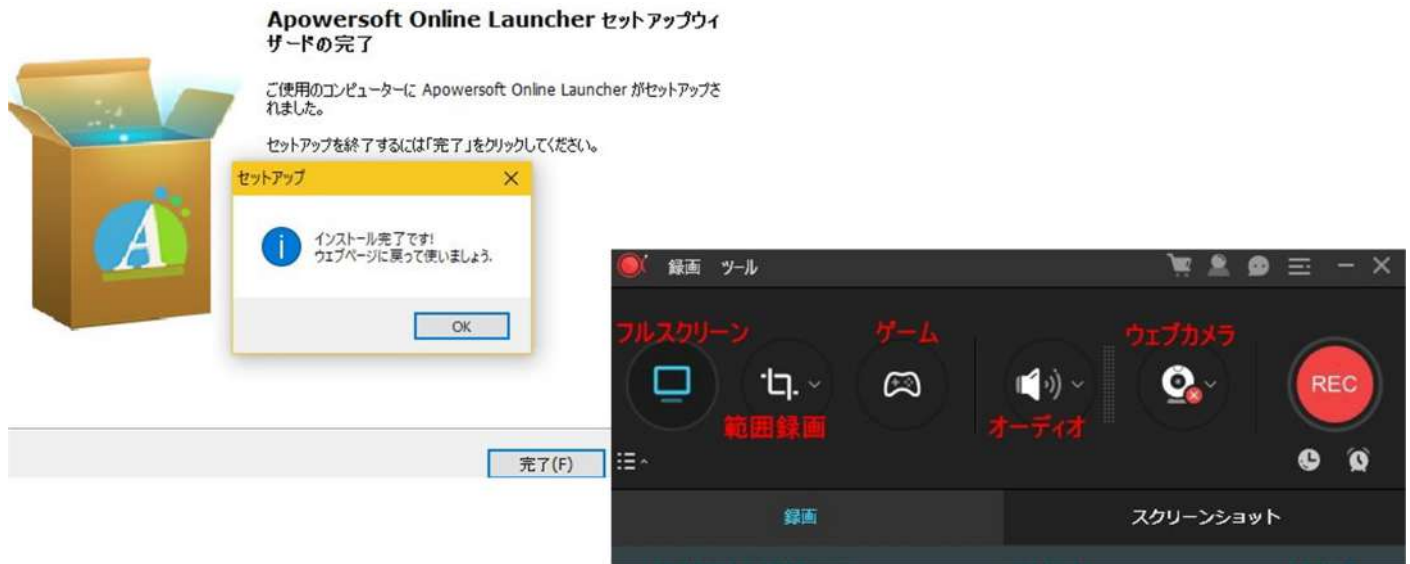 Apowersoft Online Launcher セットアップウィ
ザードの完了
ご使用のコンピューターに Apowersoft Online Launcher がセットアップさ
れました。
セットアップを終了するには「完了」をクリックしてください。
セットアップ
インストール完了です!
ウェブページに戻って使いましょう.
OK
完了(F)
A
録画 ツール
フルスクリーン
ゲーム
ウェブカメラ
REC
範囲録画
オーディオ
録画
スクリーンショット